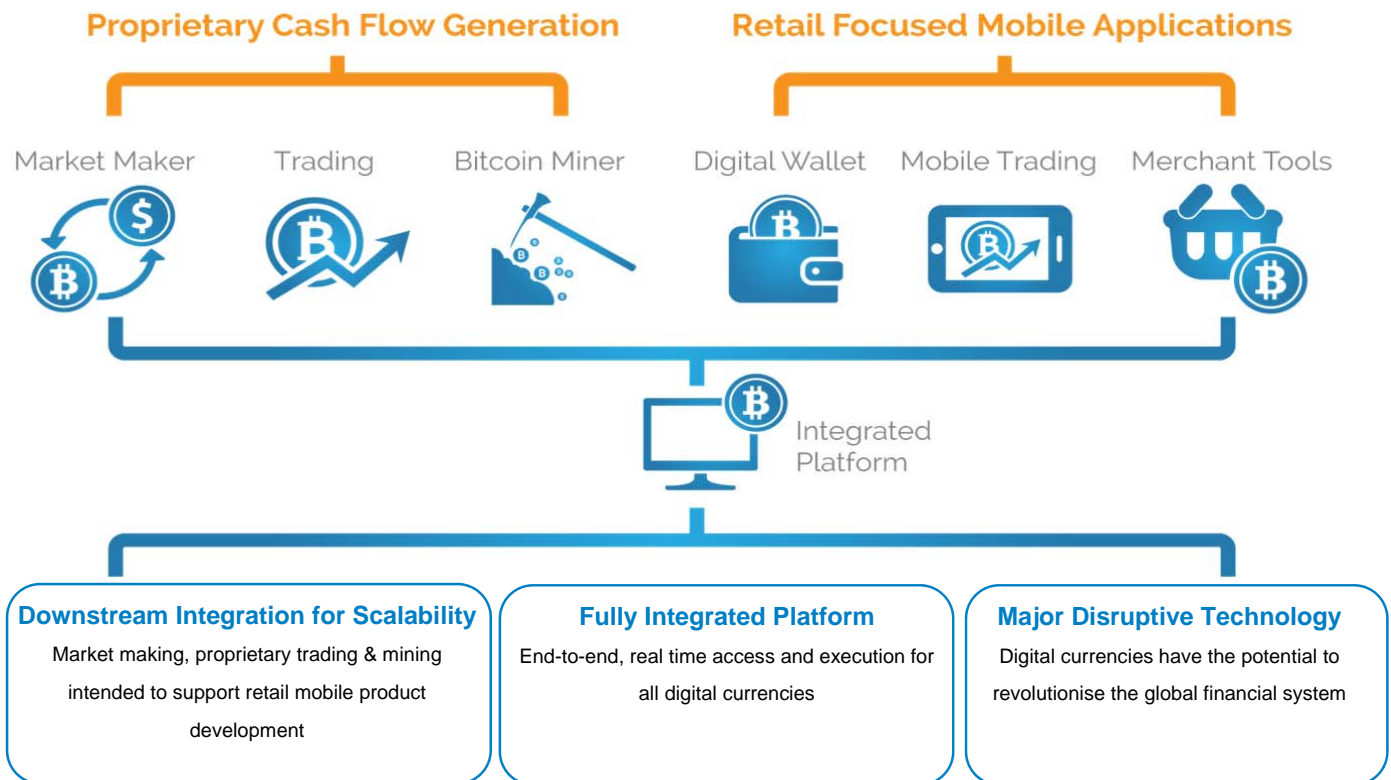 Proprietary Cash Flow Generation
Retail Focused Mobile Applications
Market Maker
Trading
Bitcoin Miner
Digital Wallet
Mobile Trading
Merchant Tools
Integrated
Platform
Downstream Integration for Scalability
Market making, proprietary trading & mining
intended to support retail mobile product
development
Fully Integrated Platform
End-to-end, real time access and execution for
all digital currencies
Major Disruptive Technology
Digital currencies have the potential to
revolutionise the global financial system